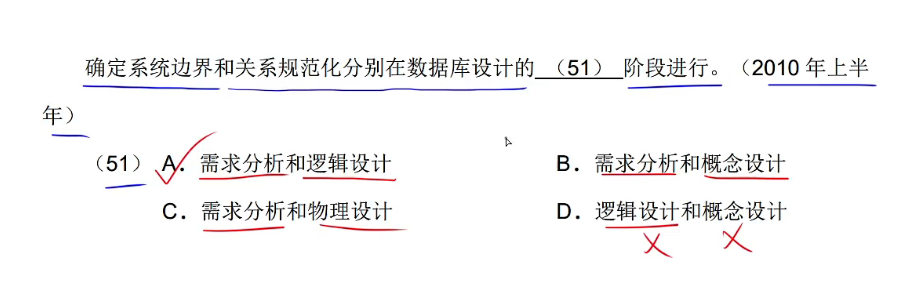 确定系统边界和关系规范化分别在数据库设计的 （51） 阶段进行。（2010 年上半
年）
（51） A．需求分析和逻辑设计 B．需求分析和概念设计
C．需求分析和物理设计 D．逻辑设计和概念设计